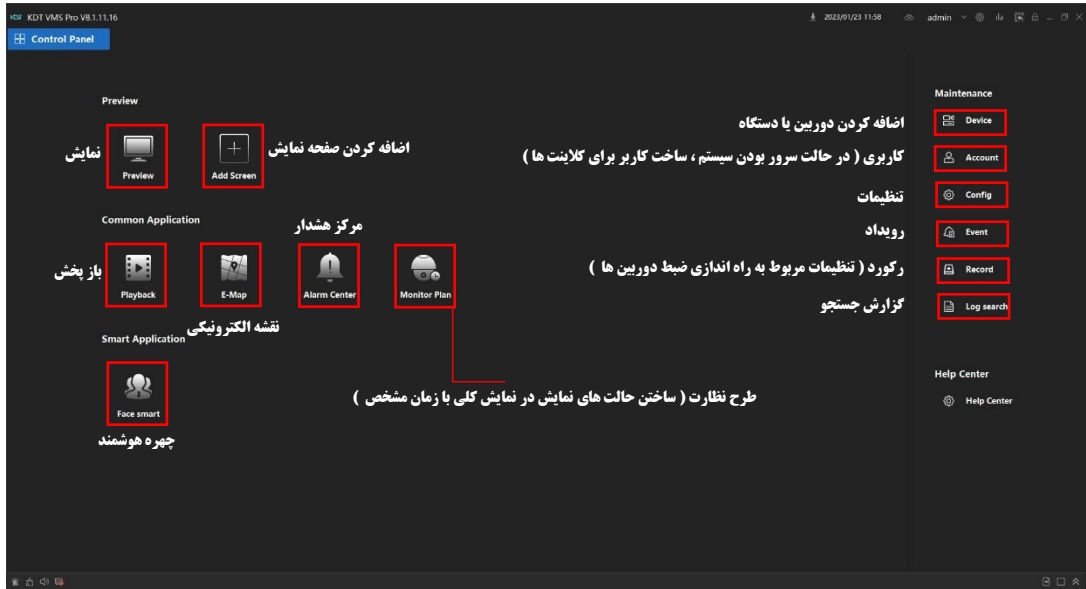 KDT VMS Pro V8.1.11.16
2023/01/23 11:58
admin
Control Panel
Preview
نمایش
Preview
Add Screen
اضافه کردن صفحه نمایش
Common Application
مرکز هشدار
باز پخش
Playback
E-Map
Alarm Center
Monitor Plan
نقشه الکترونیکی
Smart Application
Face smart
چهره هوشمند
طرح نظارت ( ساختن حالت های نمایش در نمایش کلی با زمان مشخص )
Maintenance
اضافه کردن دوربین یا دستگاه
Device
کاربری ( در حالت سرور بودن سیستم ، ساخت کاربر برای کلاینت ها )
Account
تنظیمات
Config
رویداد
Event
رکورد ( تنظیمات مربوط به راه اندازی ضبط دوربین ها )
Record
گزارش جستجو
Log search
Help Center
Help Center